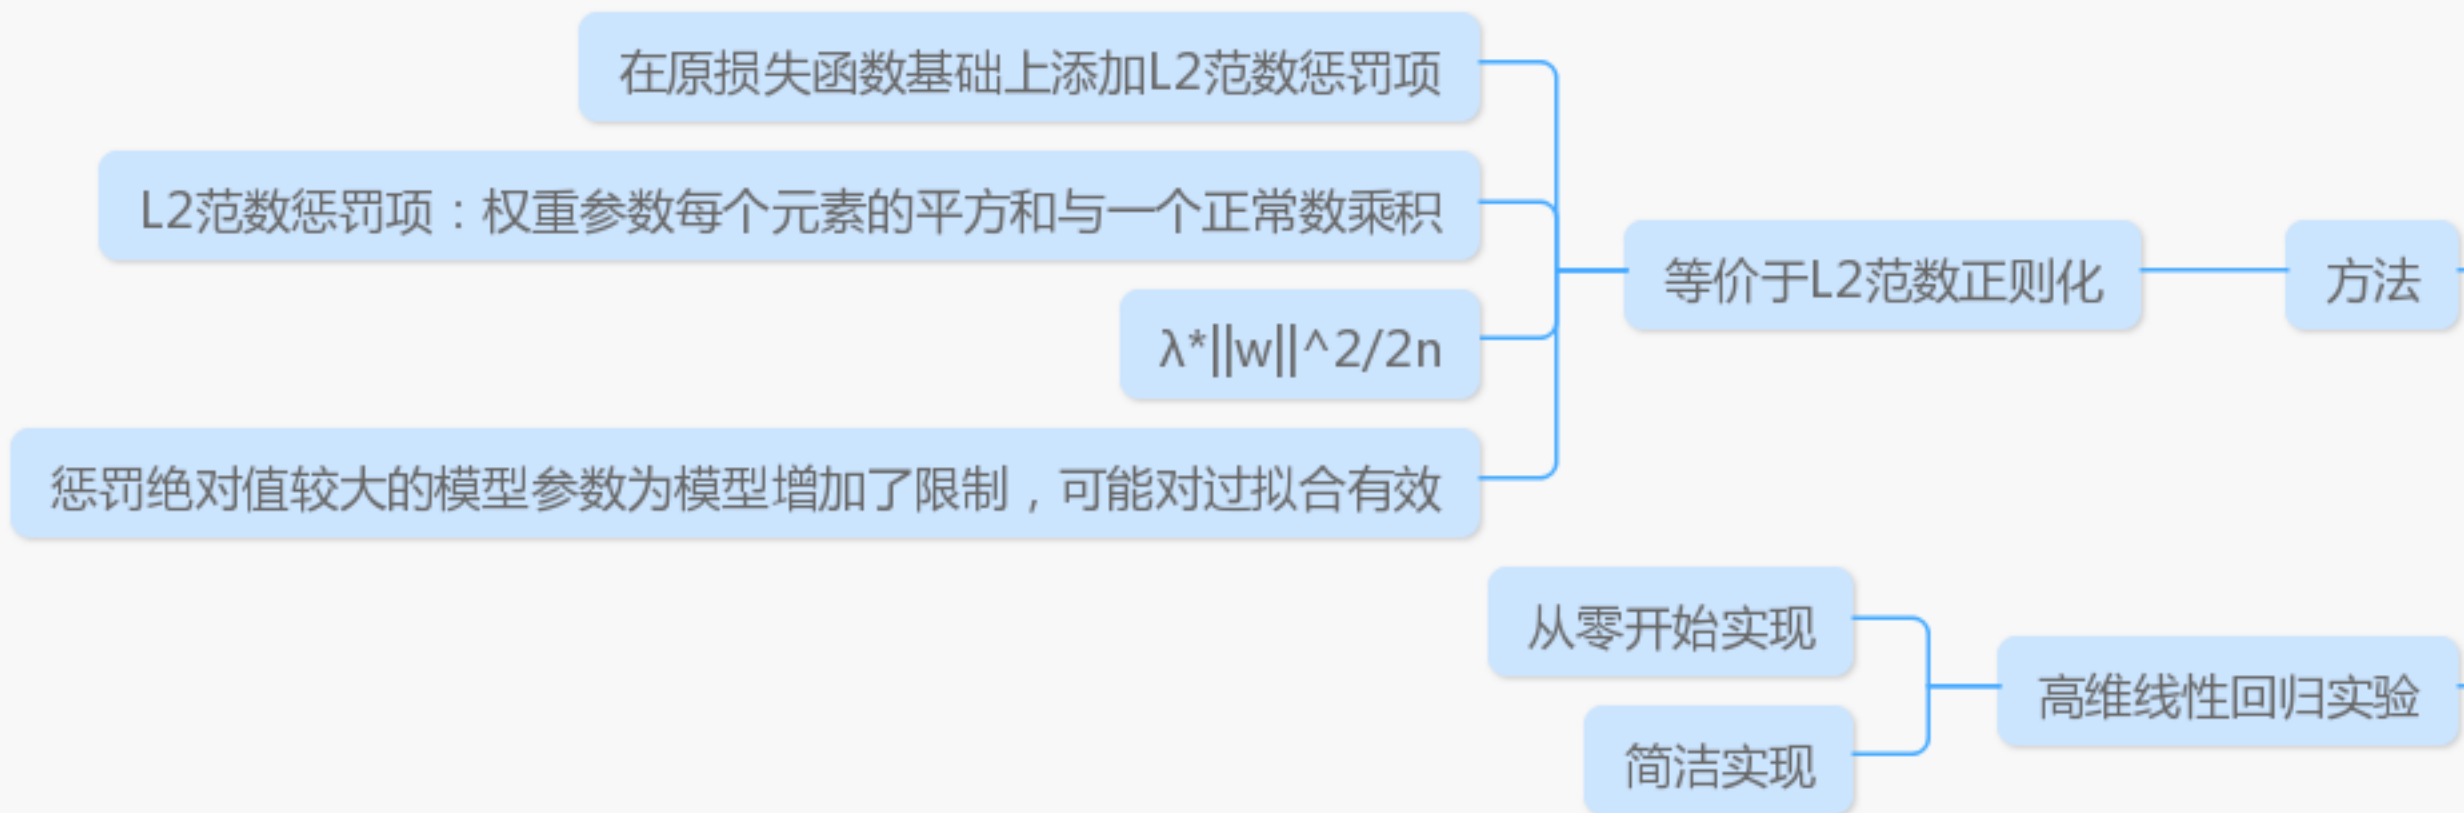 在原损失函数基础上添加L2范数惩罚项
L2范数惩罚项：权重参数每个元素的平方和与一个正常数乘积
等价于L2范数正则化
方法
λ*||w||^2/2n
惩罚绝对值较大的模型参数为模型增加了限制，可能对过拟合有效
从零开始实现
高维线性回归实验
简洁实现